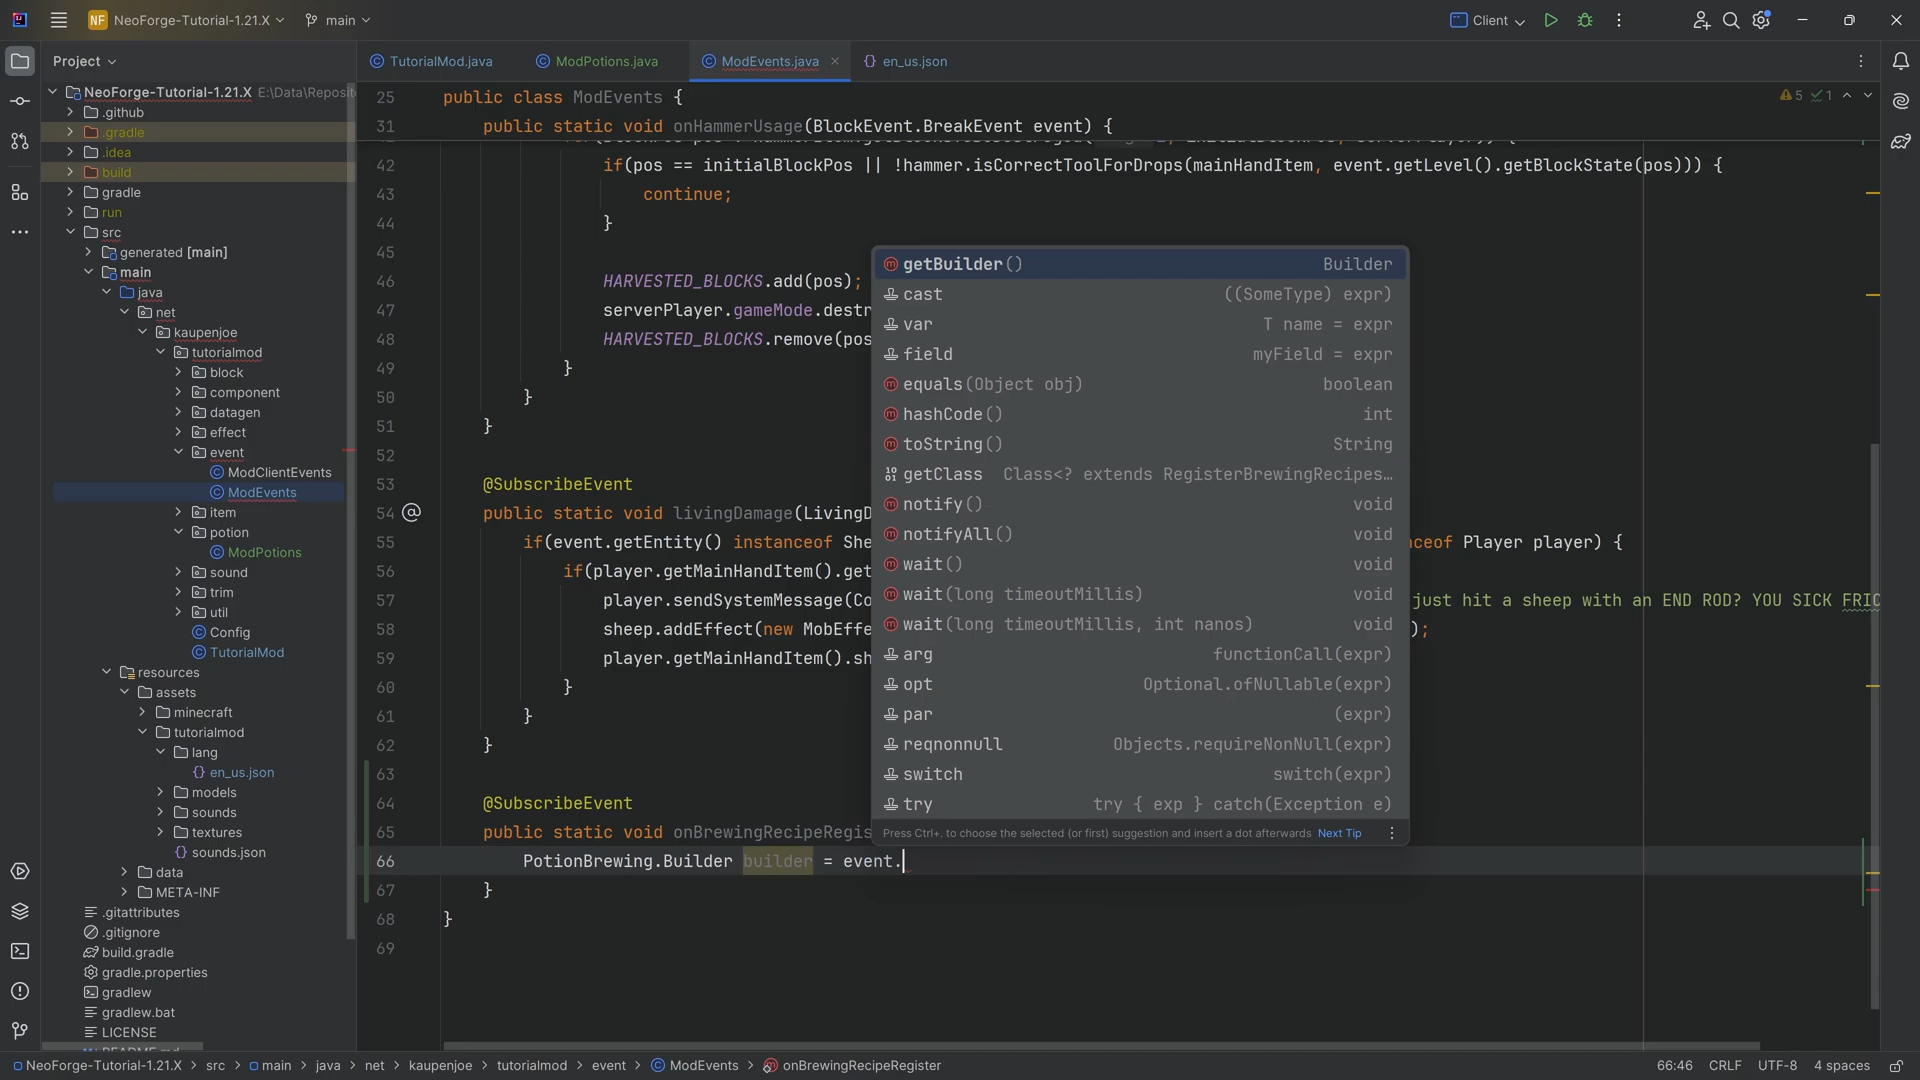 NF NeoForge-Tutorial-1.21.X main Client
Project
NeoForge-Tutorial-1.21.X E:\Data\Reposit
.github
.gradle
.idea
build
gradle
run
src
generated [main]
main
java
net
kaupenjoe
tutorialmod
block
component
datagen
effect
event
ModClientEvents
ModEvents
item
potion
ModPotions
sound
trim
util
Config
TutorialMod
resources
assets
minecraft
tutorialmod
lang
en_us.json
models
sounds
textures
sounds.json
data
META-INF
.gitattributes
.gitignore
build.gradle
gradle.properties
gradlew
gradlew.bat
LICENSE
TutorialMod.java ModPotions.java ModEvents.java en_us.json
5 1
25 public class ModEvents {
31 public static void onHammerUsage(BlockEvent.BreakEvent event) {
42 if(pos == initialBlockPos || !hammer.isCorrectToolForDrops(mainHandItem, event.getLevel().getBlockState(pos))) {
43 continue;
44 }
45
46 HARVESTED_BLOCKS.add(pos);
47 serverPlayer.gameMode.destr
48 HARVESTED_BLOCKS.remove(pos
49 }
50 }
51 }
52
53 @SubscribeEvent
54 public static void livingDamage(LivingD
55 if(event.getEntity() instanceof She nceof Player player) {
56 if(player.getMainHandItem().get
57 player.sendSystemMessage(Co just hit a sheep with an END ROD? YOU SICK FRIC
58 sheep.addEffect(new MobEffe );
59 player.getMainHandItem().sh
60 }
61 }
62 }
63
64 @SubscribeEvent
65 public static void onBrewingRecipeRegis
66 PotionBrewing.Builder builder = event.
67 }
68 }
69
getBuilder() Builder
cast ((SomeType) expr)
var T name = expr
field myField = expr
equals(Object obj) boolean
hashCode() int
toString() String
getClass Class<? extends RegisterBrewingRecipes…
notify() void
notifyAll() void
wait() void
wait(long timeoutMillis) void
wait(long timeoutMillis, int nanos) void
arg functionCall(expr)
opt Optional.ofNullable(expr)
par (expr)
reqnonnull Objects.requireNonNull(expr)
switch switch(expr)
try try { exp } catch(Exception e)
Press Ctrl+. to choose the selected (or first) suggestion and insert a dot afterwards Next Tip
NeoForge-Tutorial-1.21.X > src > main > java > net > kaupenjoe > tutorialmod > event > ModEvents > onBrewingRecipeRegister 66:46 CRLF UTF-8 4 spaces